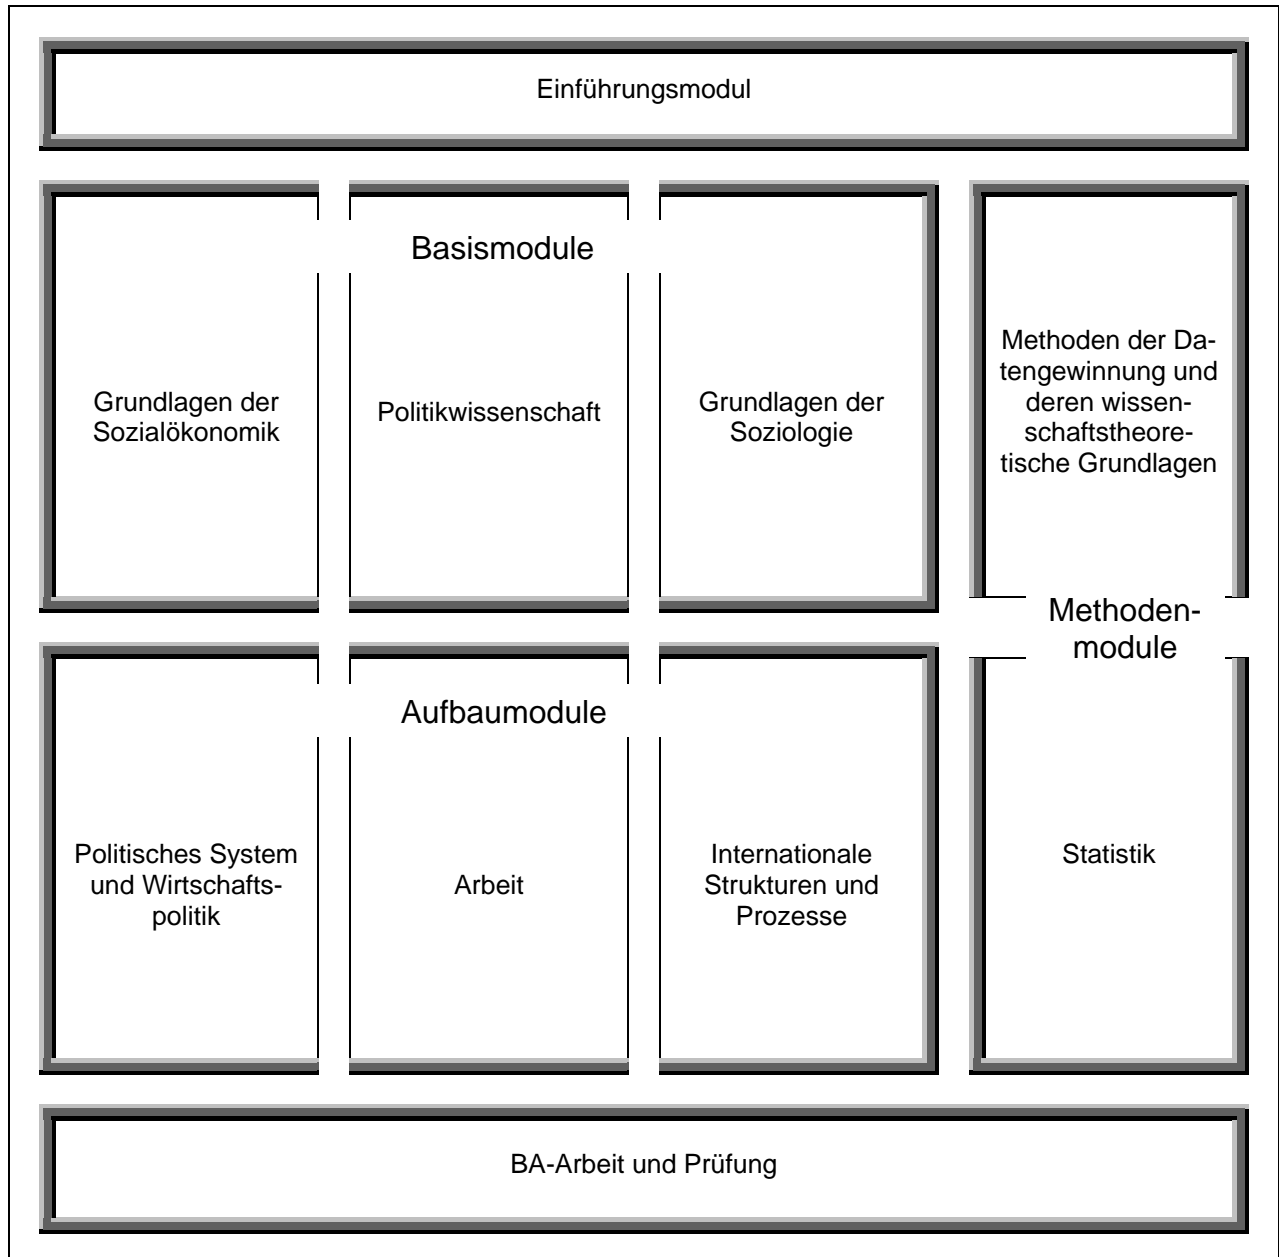 Einführungsmodul
Basismodule
Grundlagen der
Sozialökonomik
Politikwissenschaft
Grundlagen der
Soziologie
Methoden der Da-
tengewinnung und
deren wissen-
schaftstheore-
tische Grundlagen
Methoden-
module
Aufbaumodule
Politisches System
und Wirtschafts-
politik
Arbeit
Internationale
Strukturen und
Prozesse
Statistik
BA-Arbeit und Prüfung